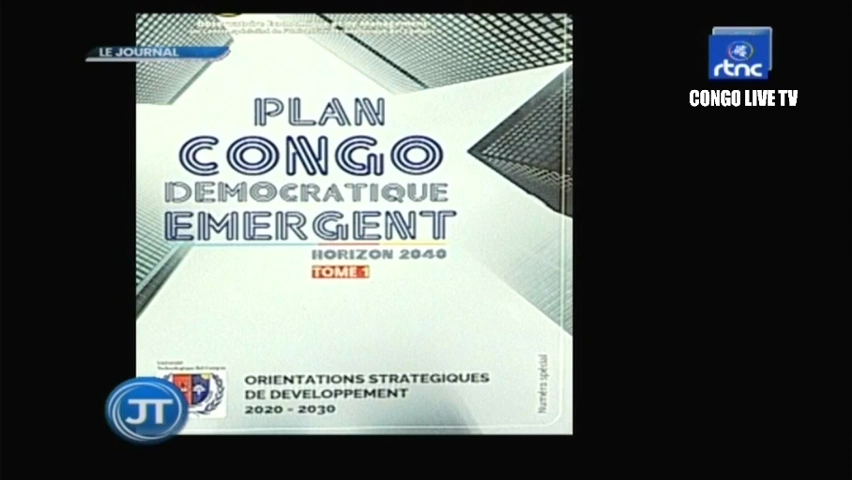 LE JOURNAL
rtnc
CONGO LIVE TV
PLAN
CONGO
DEMOCRATIQUE
EMERGENT
HORIZON 2040
TOME 1
ORIENTATIONS STRATEGIQUES
DE DEVELOPPEMENT
2020 - 2030
Numéro spécial
JT